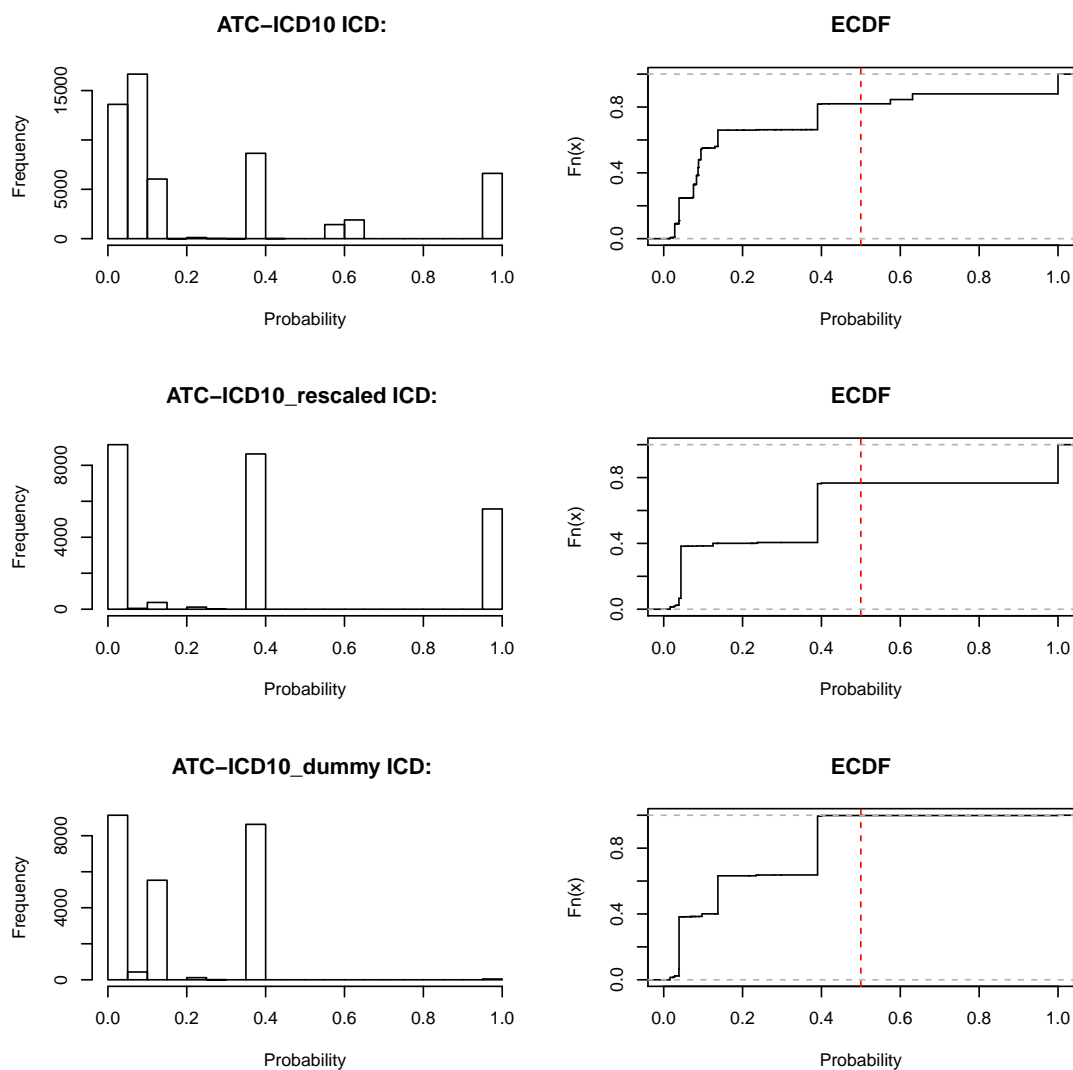 ATC−ICD10 ICD:
Frequency
15000
5000
0
0.0 0.2 0.4 0.6 0.8 1.0
Probability
ECDF
Fn(x)
0.8
0.4
0.0
0.0 0.2 0.4 0.6 0.8 1.0
Probability
ATC−ICD10_rescaled ICD:
Frequency
8000
4000
0
0.0 0.2 0.4 0.6 0.8 1.0
Probability
ECDF
Fn(x)
0.8
0.4
0.0
0.0 0.2 0.4 0.6 0.8 1.0
Probability
ATC−ICD10_dummy ICD:
Frequency
8000
4000
0
0.0 0.2 0.4 0.6 0.8 1.0
Probability
ECDF
Fn(x)
0.8
0.4
0.0
0.0 0.2 0.4 0.6 0.8 1.0
Probability